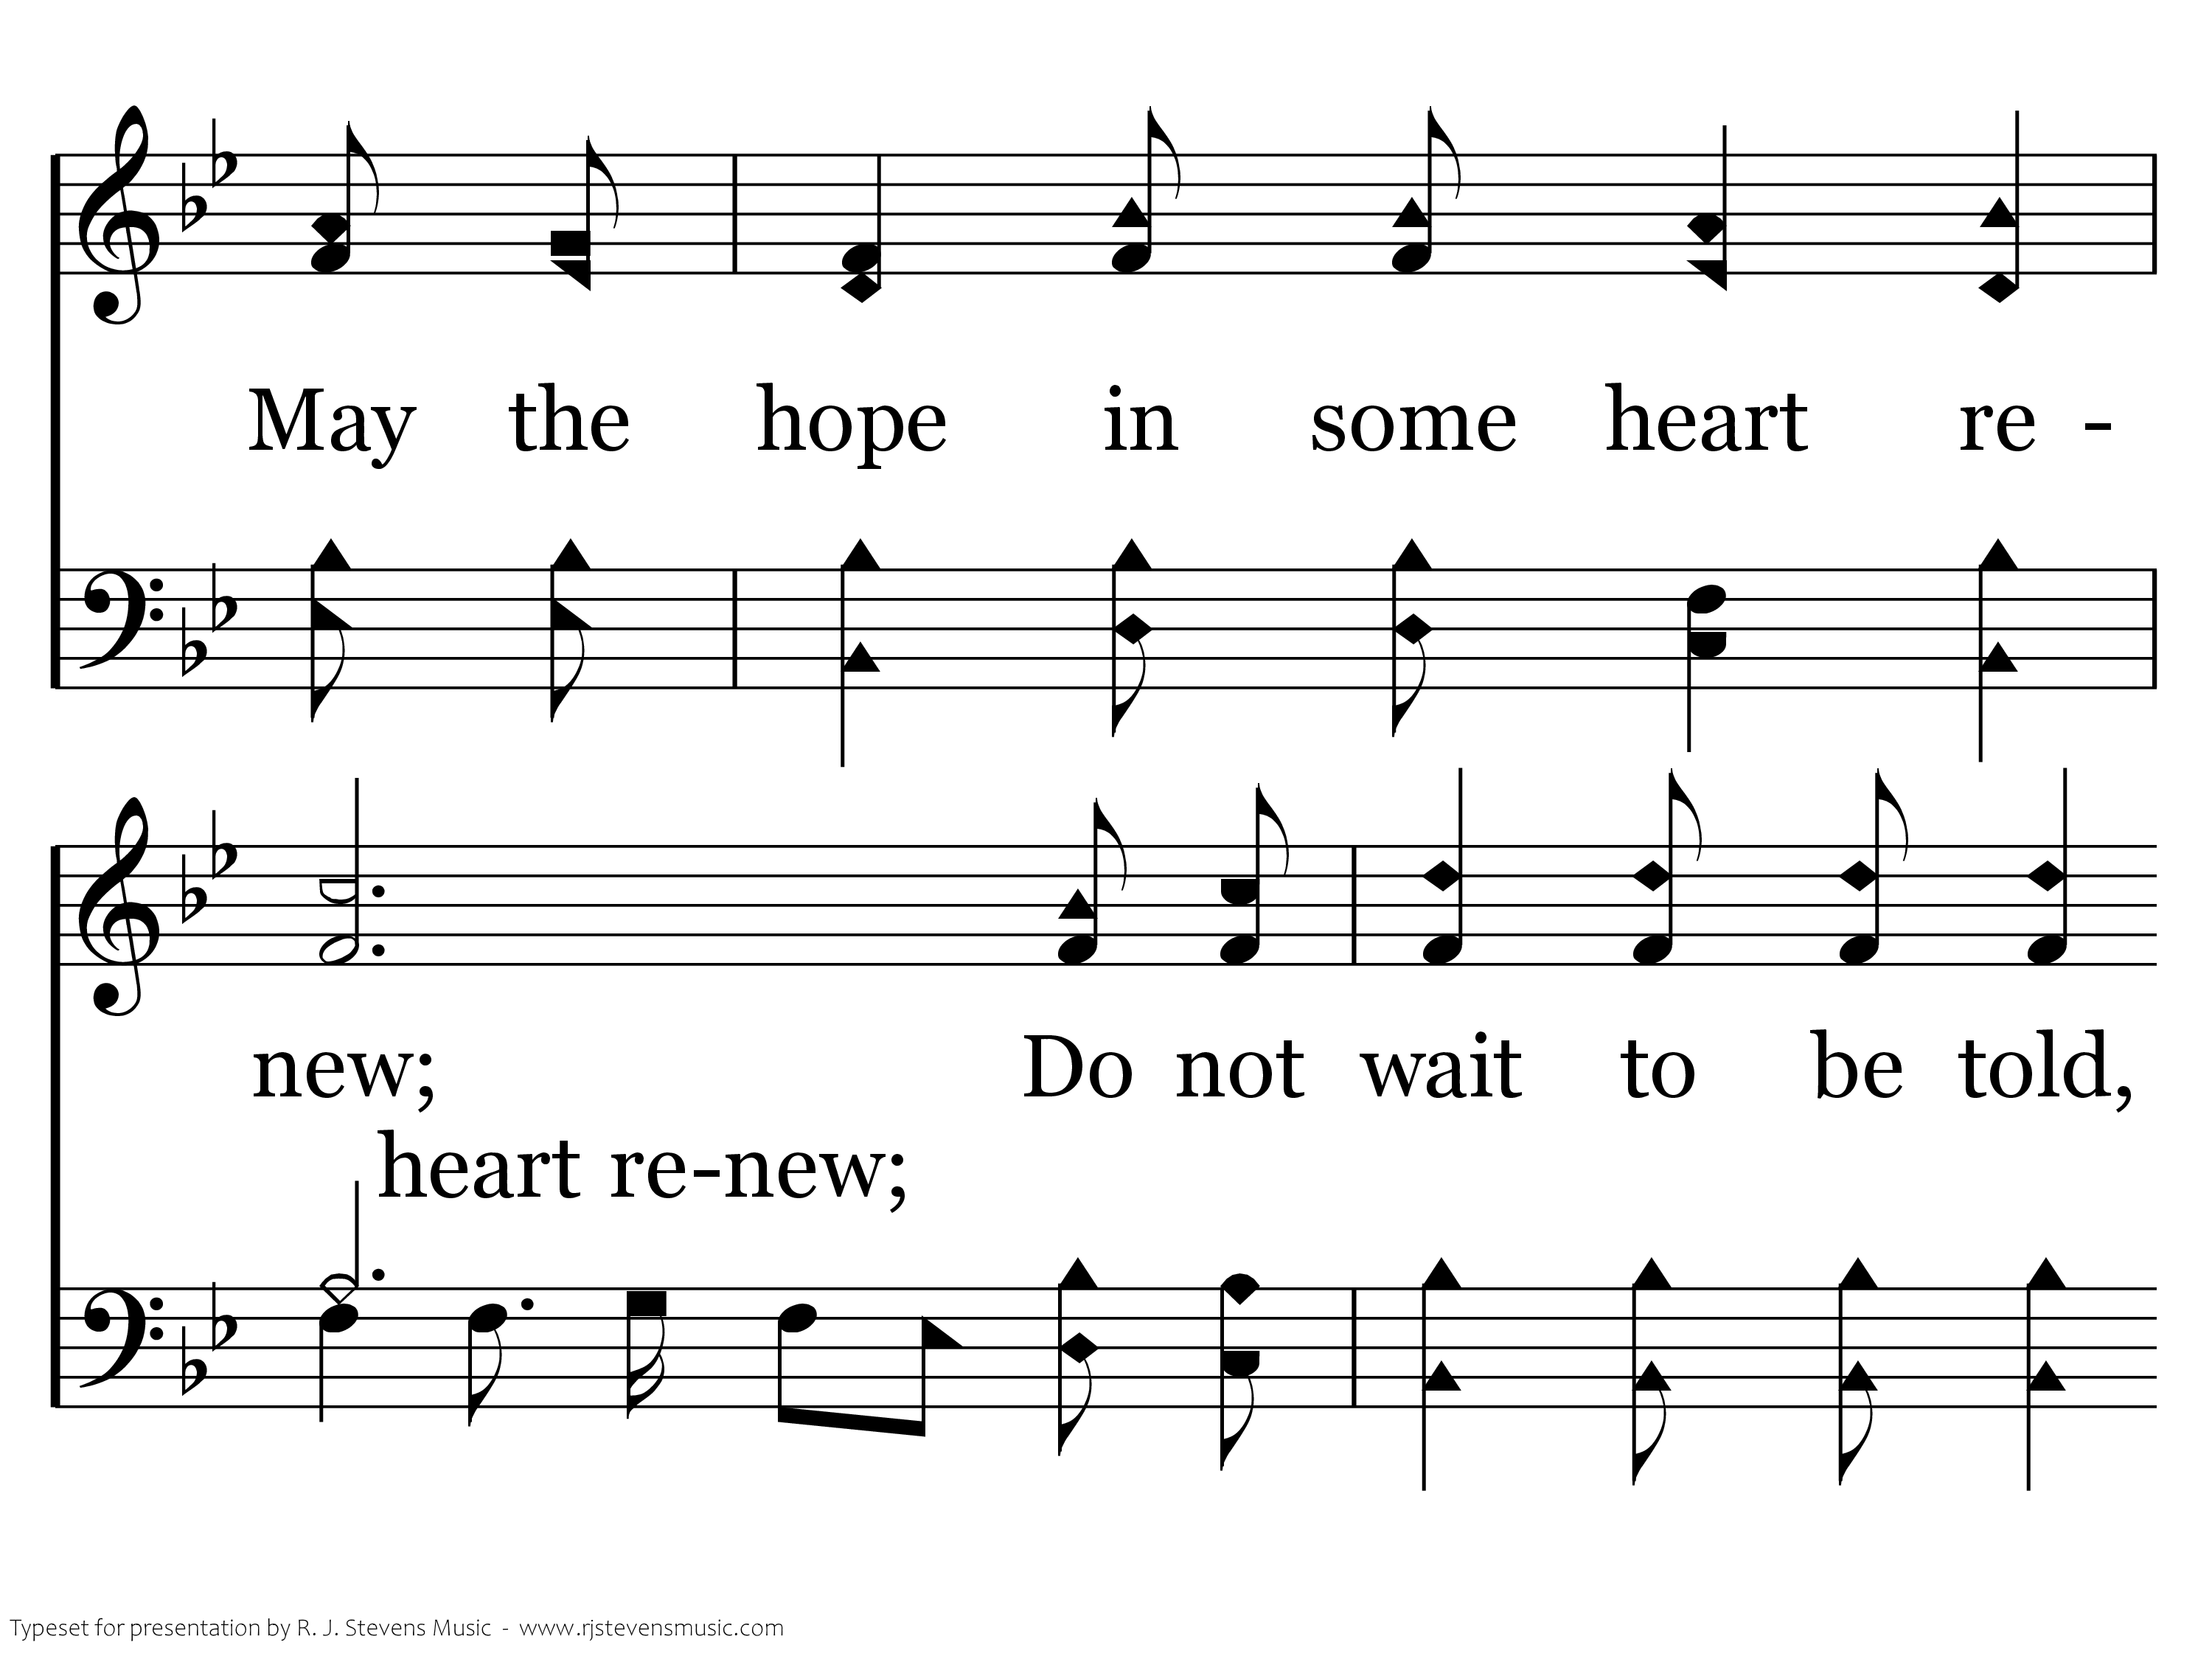 May the hope in some heart re -
new; Do not wait to be told,
heart re-new;
Typeset for presentation by R. J. Stevens Music - www.rjstevensmusic.com